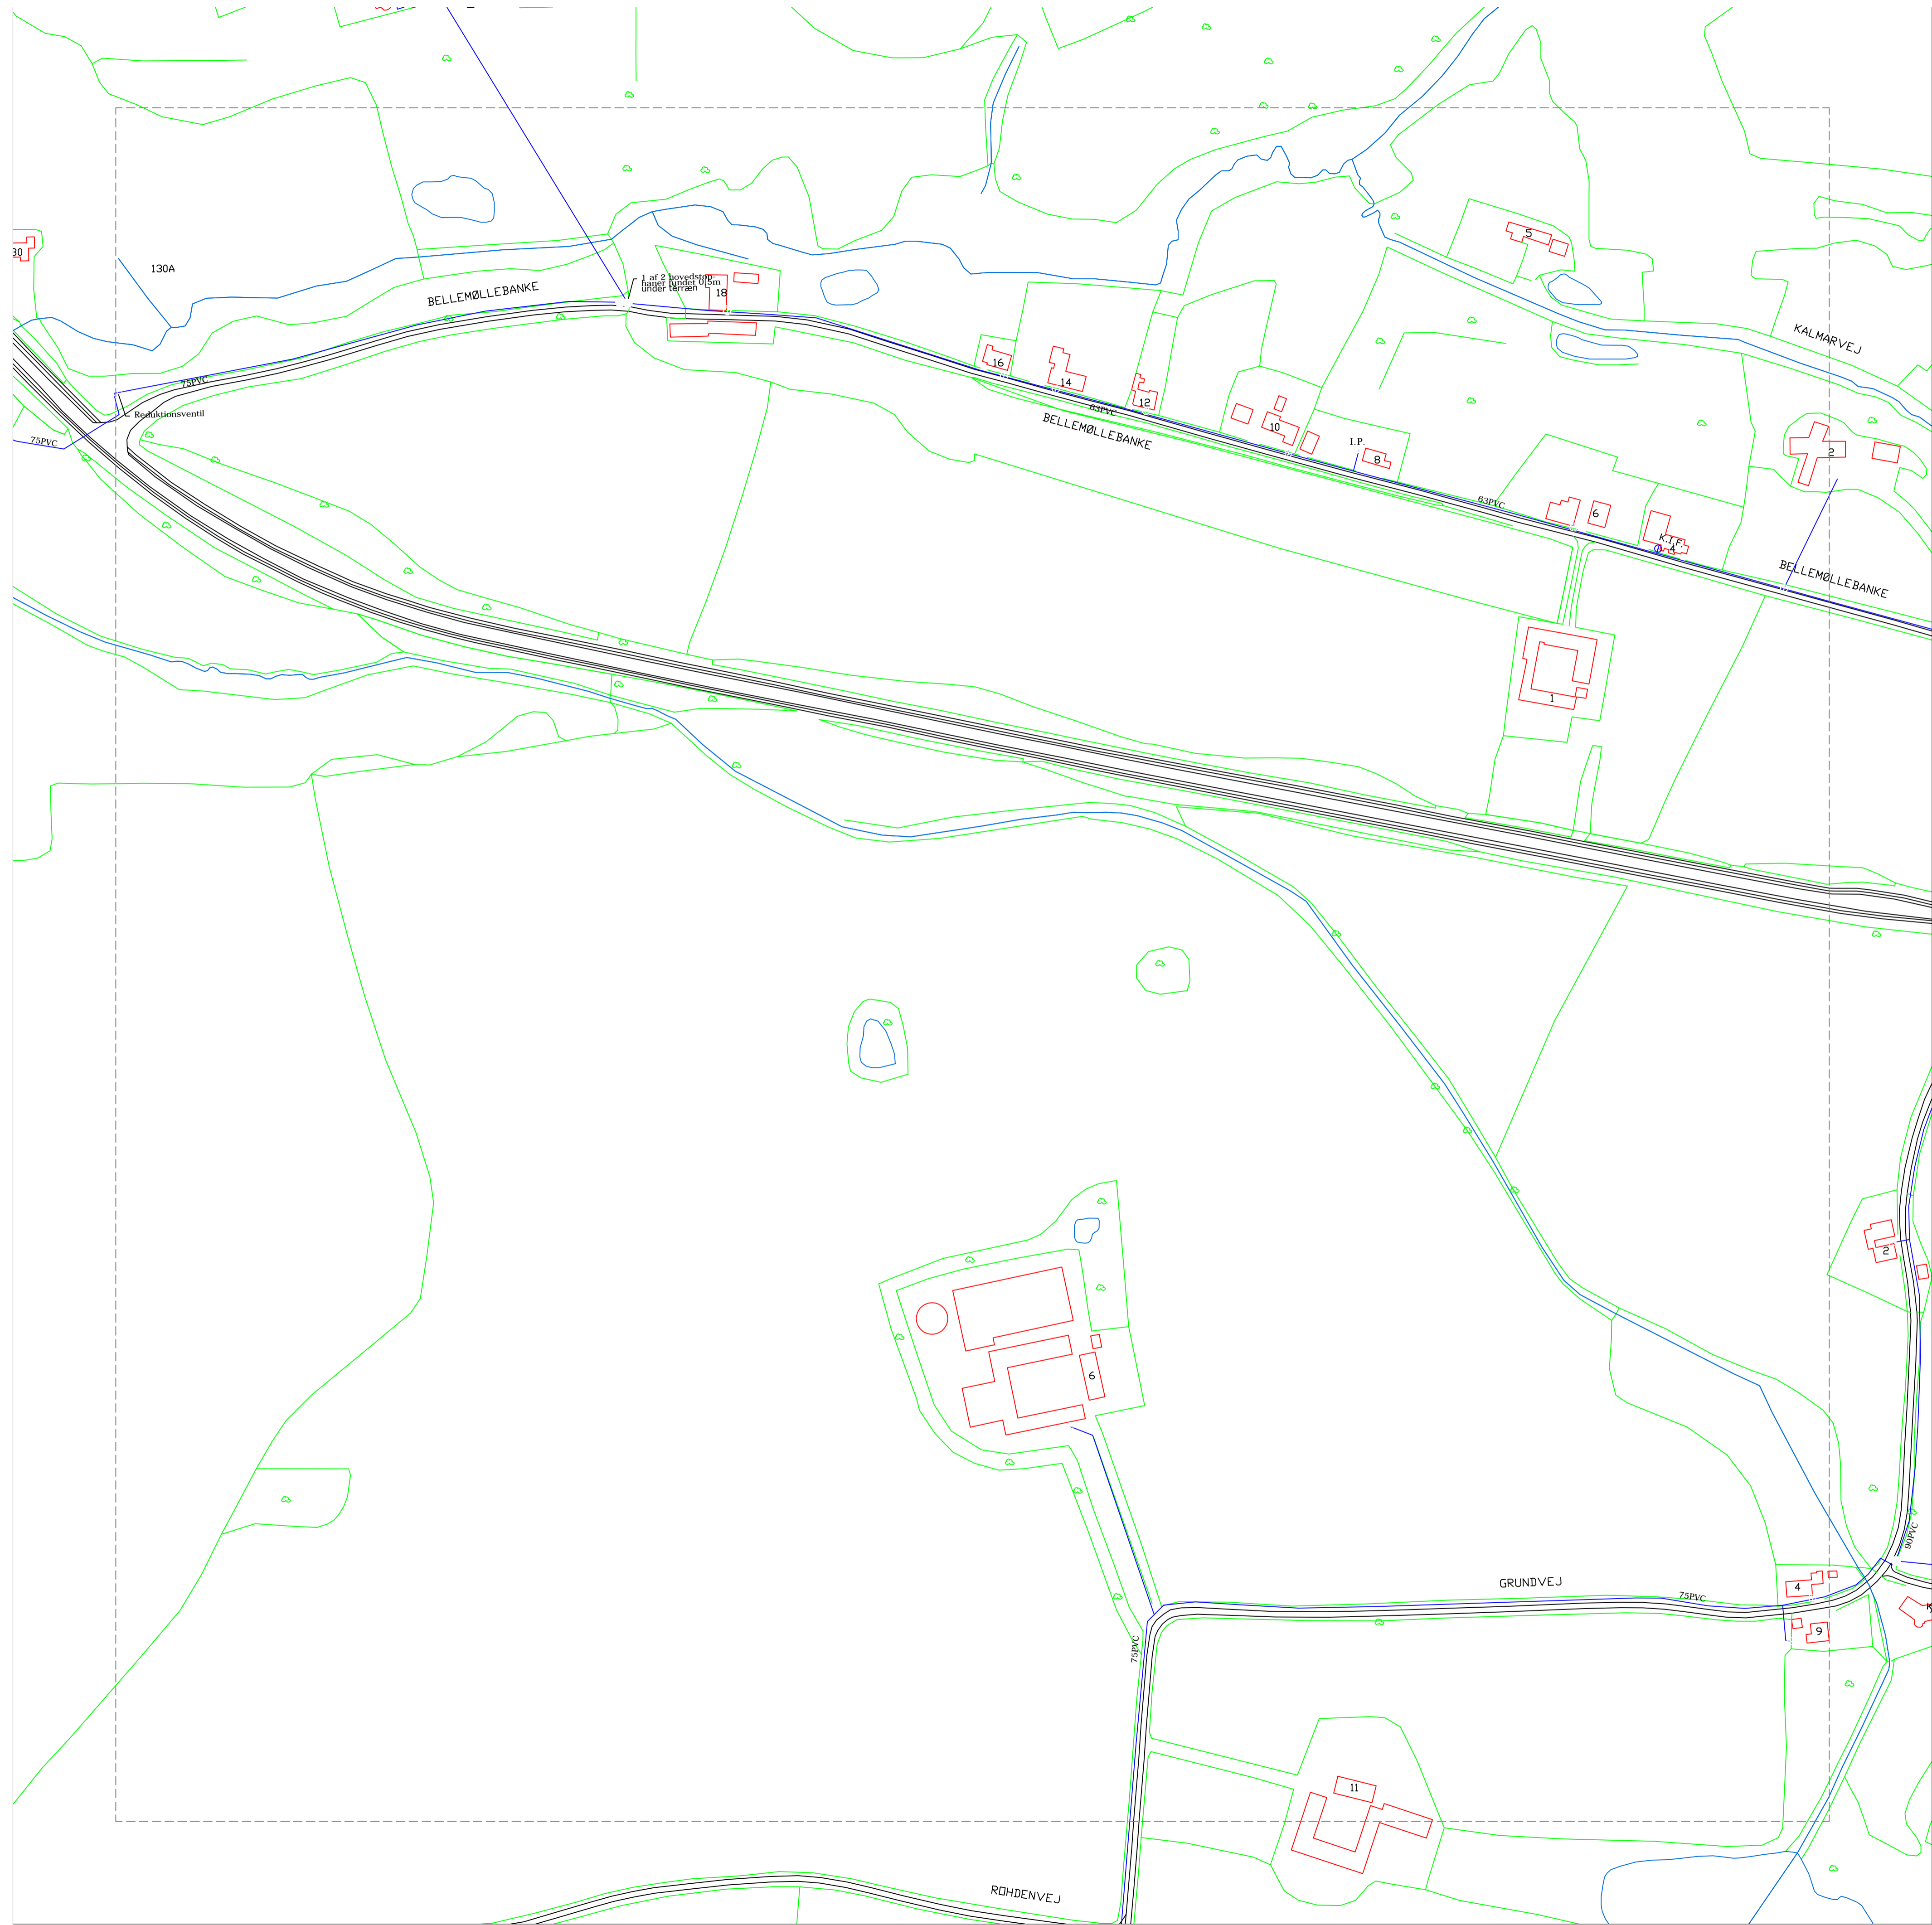 5
30
130A
BELLEMØLLEBANKE
1 af 2 hovedstop-
haner fundet 0,5m
under terræn
18
KALMARVEJ
16
14
75PVC
12
63PVC
Reduktionsventil
BELLEMØLLEBANKE
10
75PVC
I.P.
8
2
63PVC
6
K.I.F.
4
BELLEMØLLEBANKE
1
2
6
90PVC
GRUNDVEJ
4
75PVC
9
75PVC
11
ROHDENVEJ